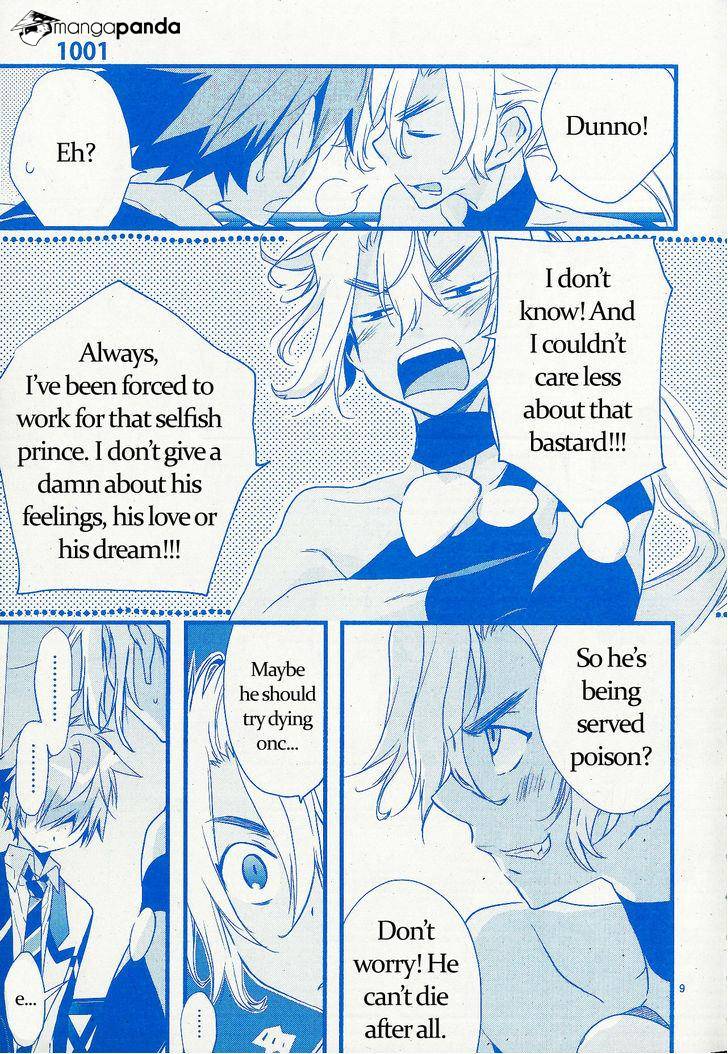 mangapanda
1001
Dunno!
Eh?
I don't
know! And
I couldn't
care less
about that
bastard!!!
Always,
I've been forced to
work for that selfish
prince. I don't give a
damn about his
feelings, his love or
his dream!!!
So he's
being
served
poison?
Don't
worry! He
can't die
after all.
Maybe
he should
try dying
onc...
......
........
.......
e...
9